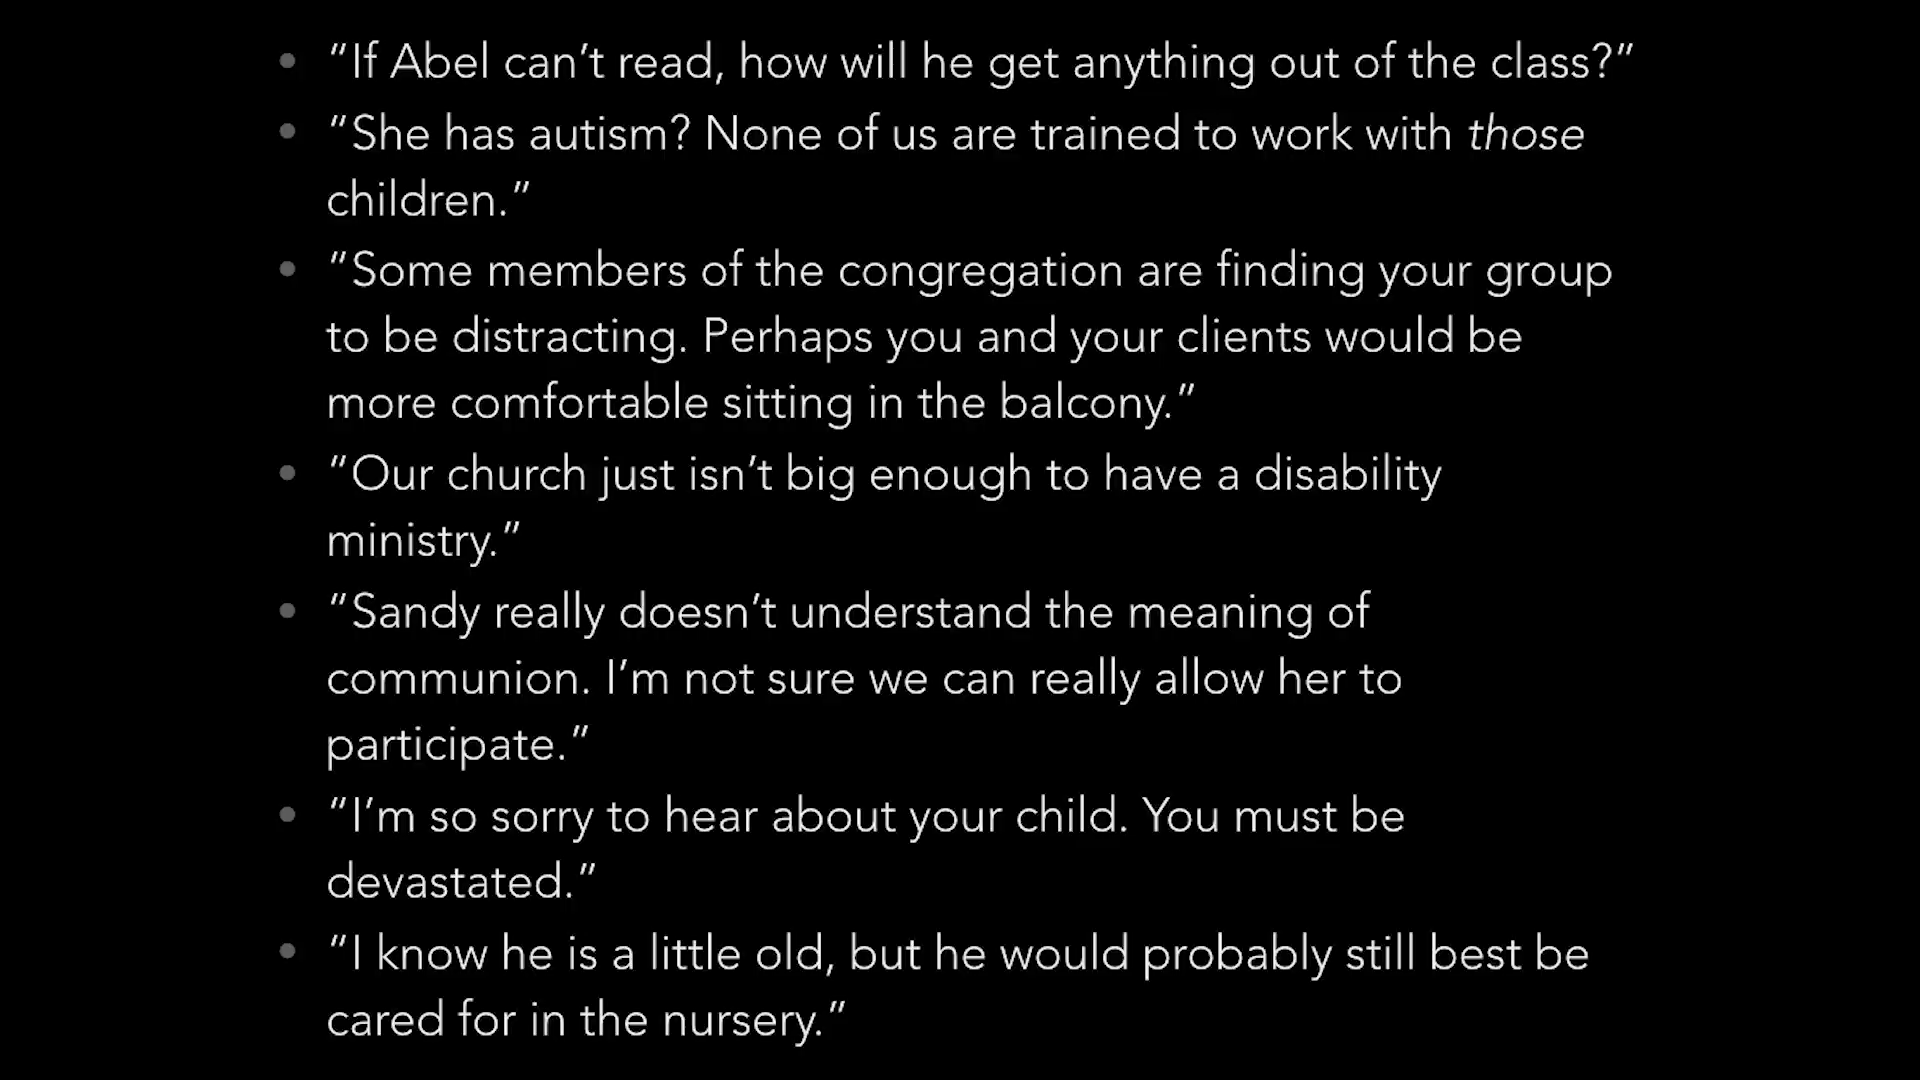 • “If Abel can’t read, how will he get anything out of the class?”
• “She has autism? None of us are trained to work with those
children.”
• “Some members of the congregation are finding your group
to be distracting. Perhaps you and your clients would be
more comfortable sitting in the balcony.”
• “Our church just isn’t big enough to have a disability
ministry.”
• “Sandy really doesn’t understand the meaning of
communion. I’m not sure we can really allow her to
participate.”
• “I’m so sorry to hear about your child. You must be
devastated.”
• “I know he is a little old, but he would probably still best be
cared for in the nursery.”